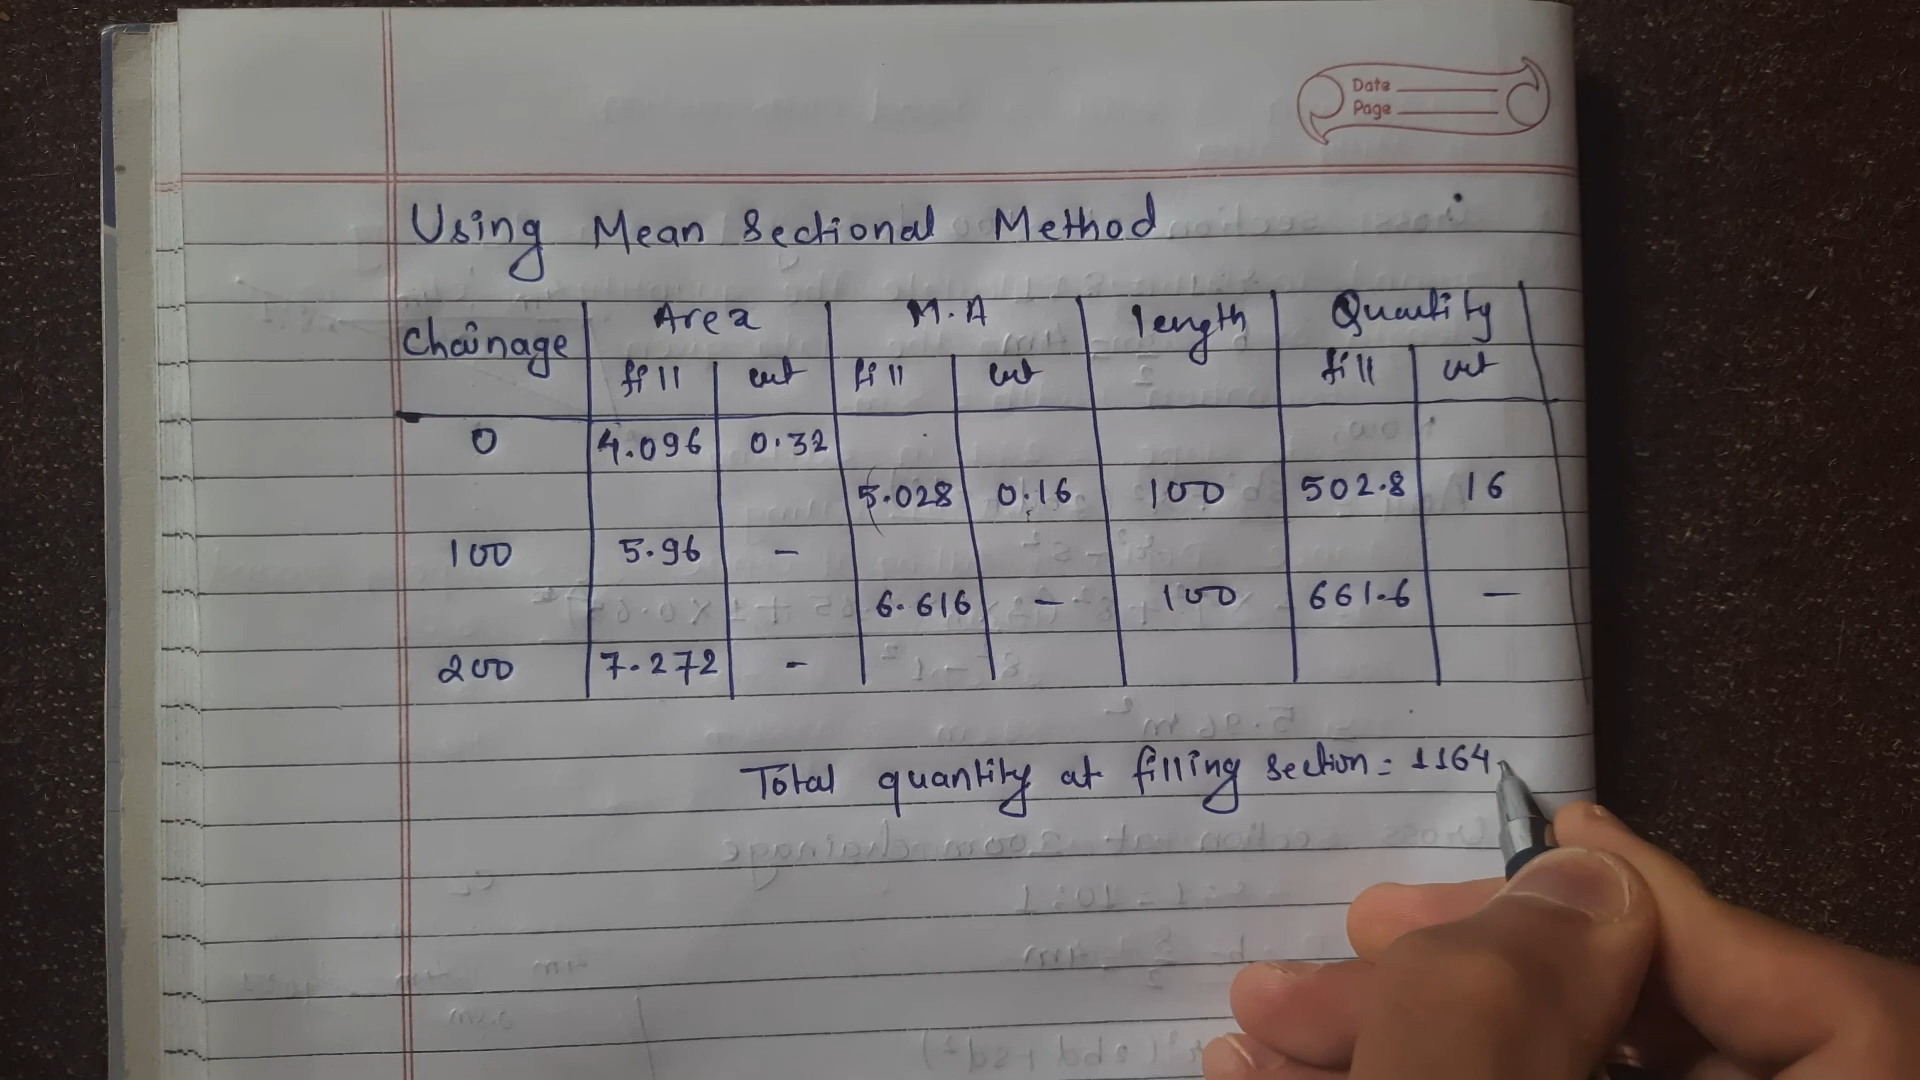 Date
Page
Using Mean Sectional Method
Chainage Area M.A length Quantity
fill cut fill cut fill cut
0 4.096 0.32
5.028 0.16 100 502.8 16
100 5.96 -
6.616 - 100 661.6 -
200 7.272 -
Total quantity at filling section = 1164.